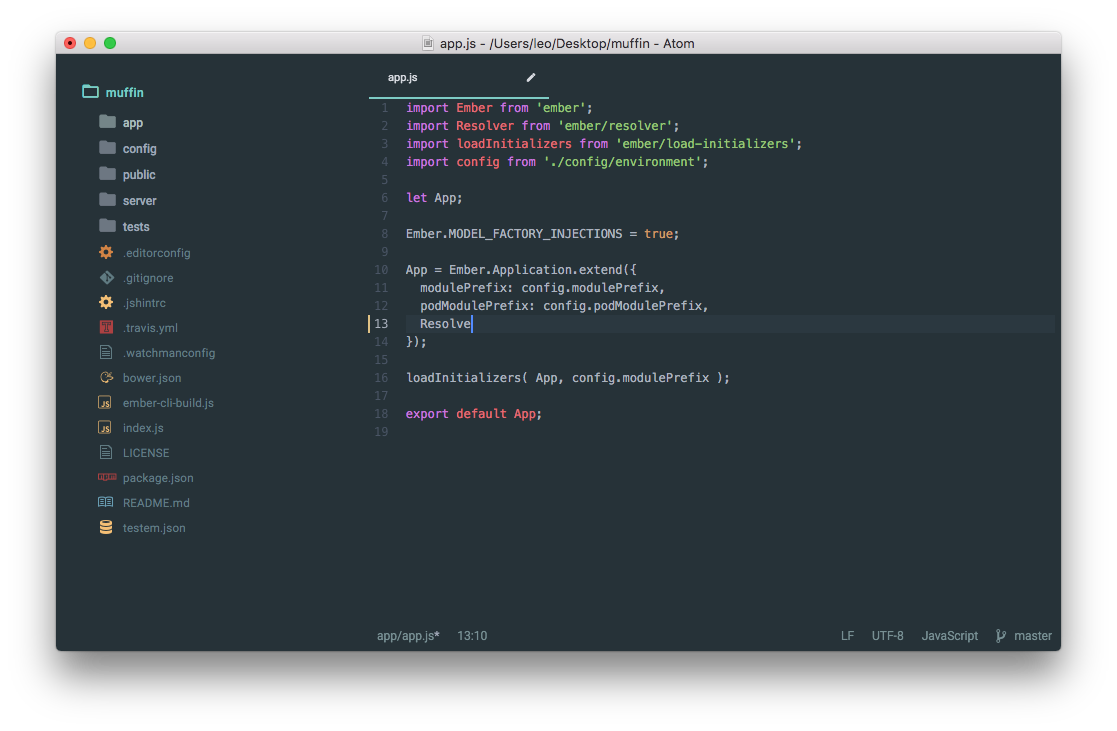 app.js - /Users/leo/Desktop/muffin - Atom
muffin
app
config
public
server
tests
.editorconfig
.gitignore
.jshintrc
.travis.yml
.watchmanconfig
bower.json
ember-cli-build.js
index.js
LICENSE
package.json
README.md
testem.json
app.js
1 import Ember from 'ember';
2 import Resolver from 'ember/resolver';
3 import loadInitializers from 'ember/load-initializers';
4 import config from './config/environment';
5
6 let App;
7
8 Ember.MODEL_FACTORY_INJECTIONS = true;
9
10 App = Ember.Application.extend({
11   modulePrefix: config.modulePrefix,
12   podModulePrefix: config.podModulePrefix,
13   Resolve
14 });
15
16 loadInitializers( App, config.modulePrefix );
17
18 export default App;
19
app/app.js* 13:10 LF UTF-8 JavaScript master